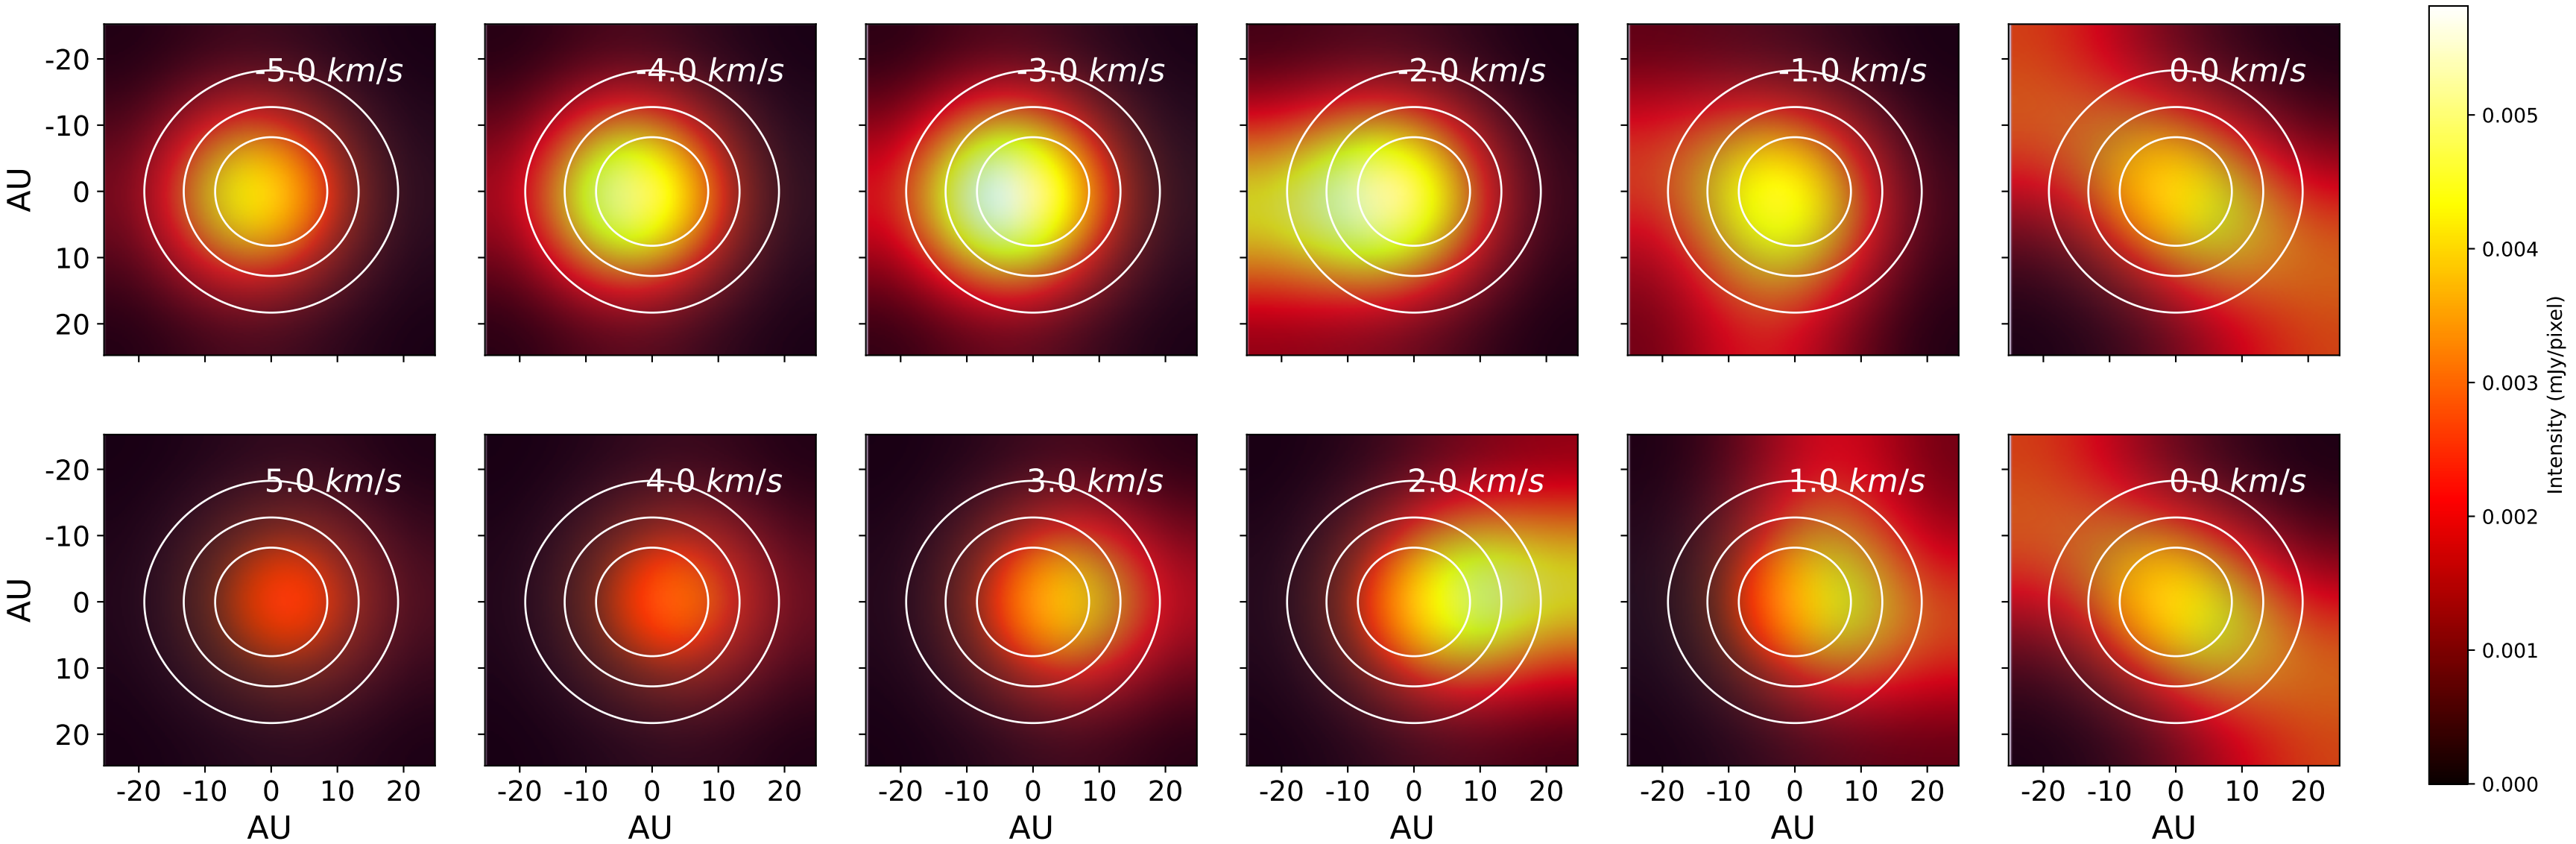 -5.0 km/s
-4.0 km/s
-3.0 km/s
-2.0 km/s
-1.0 km/s
0.0 km/s
-20
-10
0
10
20
AU
5.0 km/s
4.0 km/s
3.0 km/s
2.0 km/s
1.0 km/s
0.0 km/s
-20
-10
0
10
20
AU
-20 -10 0 10 20
-20 -10 0 10 20
-20 -10 0 10 20
-20 -10 0 10 20
-20 -10 0 10 20
-20 -10 0 10 20
AU
AU
AU
AU
AU
AU
0.005
0.004
0.003
0.002
0.001
0.000
Intensity (mJy/pixel)